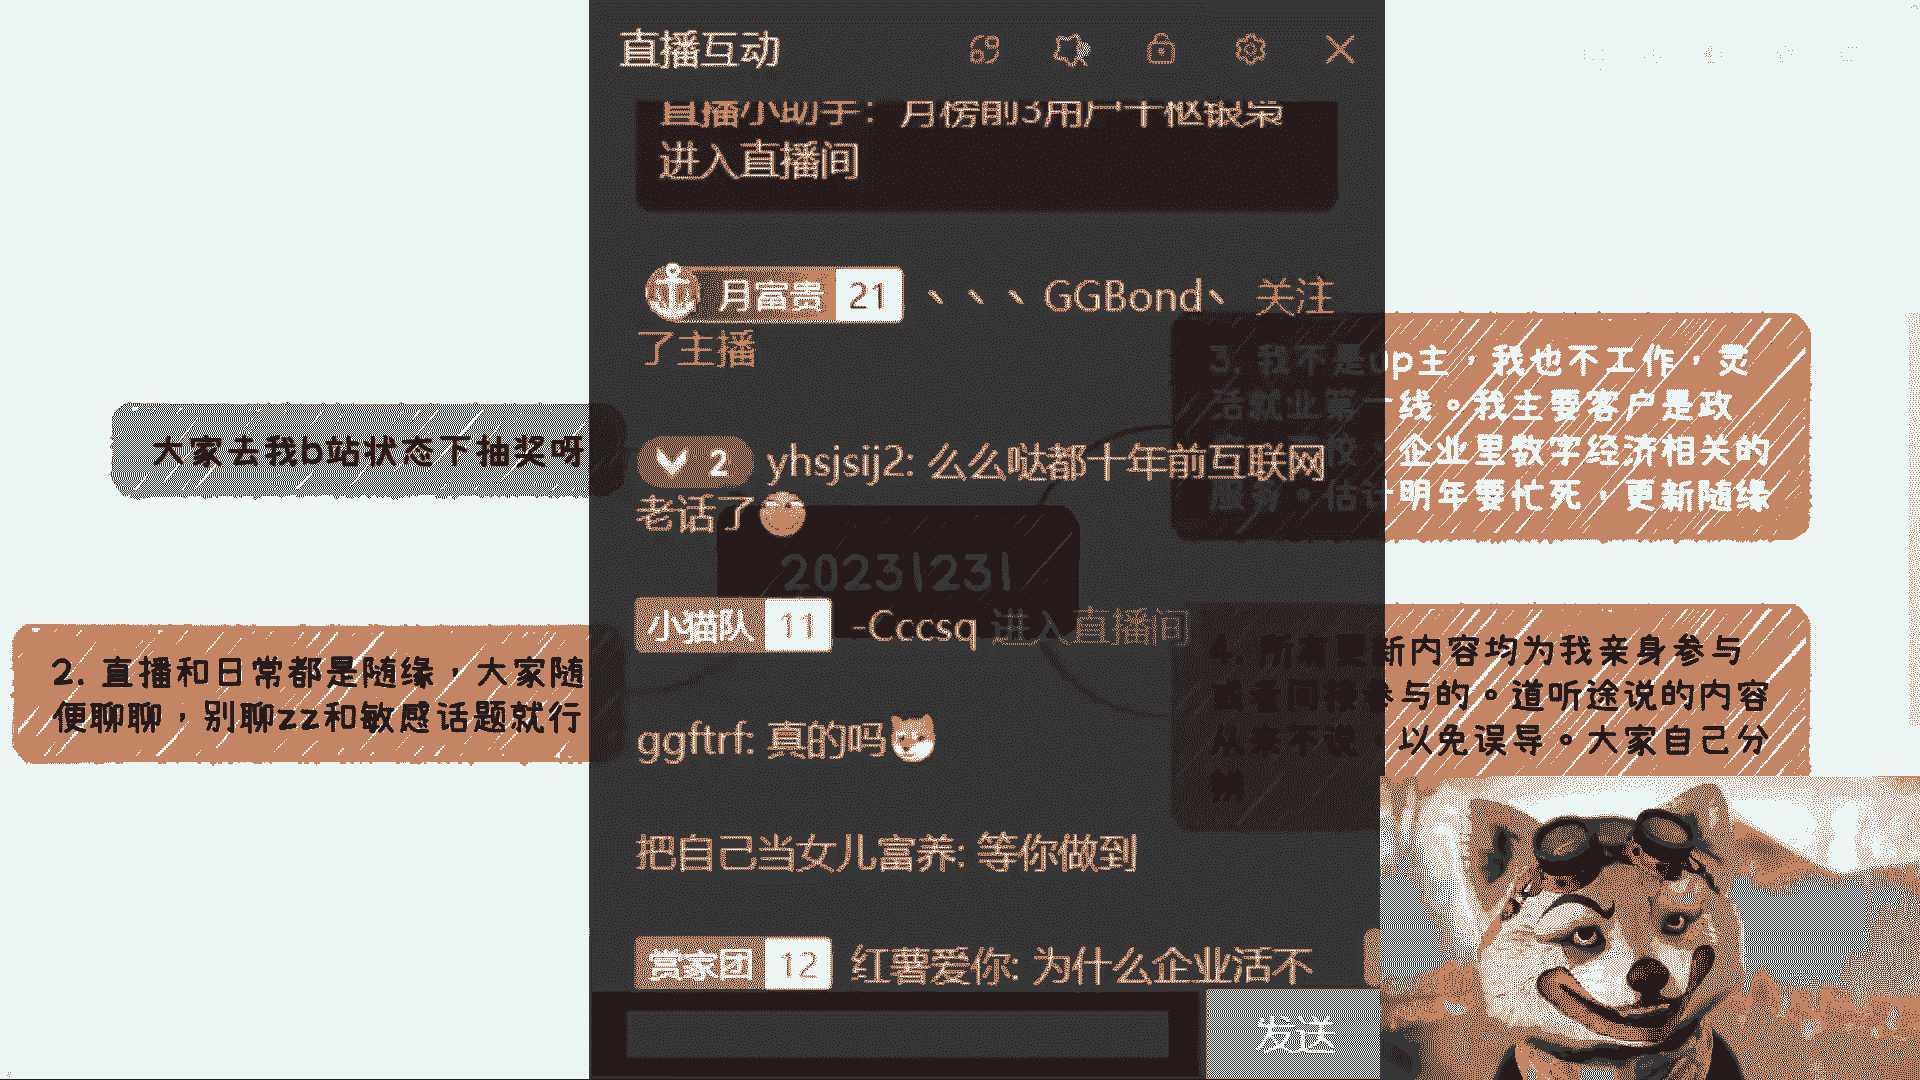 直播互动
直播小助手：月榜前3用户千枢银枭
进入直播间
月富贵 21 、、、GGBond、 关注
了主播
2 yhsjsij2: 么么哒都十年前互联网
老话了
小猫队 11 -Cccsq 进入直播间
ggftrf: 真的吗
把自己当女儿富养: 等你做到
赏家团 12 红薯爱你: 为什么企业活不
发送
大家去我b站状态下抽奖呀
2. 直播和日常都是随缘，大家随
便聊聊，别聊zz和敏感话题就行
20231231
3. 我不是up主，我也不工作，灵
活就业第一线。我主要客户是政
校、企业里数字经济相关的
服务。估计明年要忙死，更新随缘
4. 所有更新内容均为我亲身参与
或者间接参与的。道听途说的内容
从来不说，以免误导。大家自己分
辨